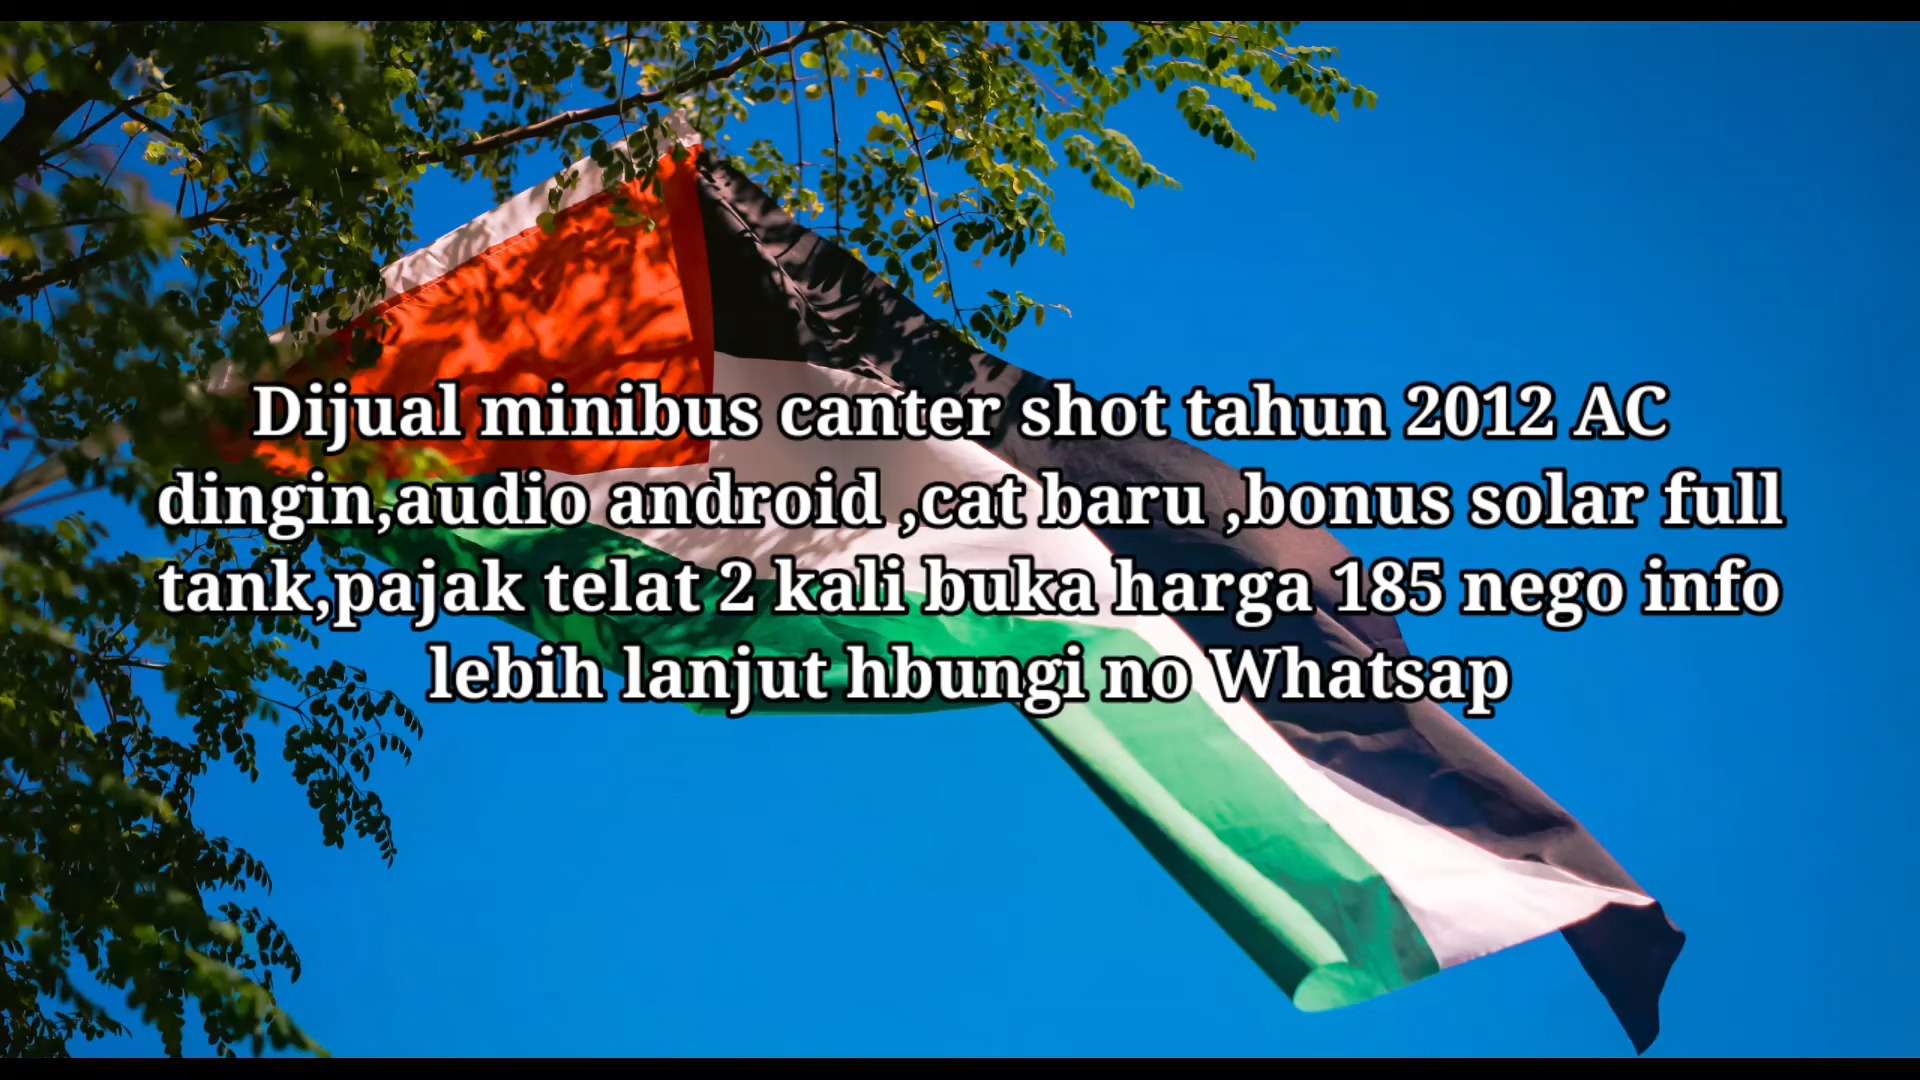 Dijual minibus canter shot tahun 2012 AC
dingin,audio android ,cat baru ,bonus solar full
tank,pajak telat 2 kali buka harga 185 nego info
lebih lanjut hbungi no Whatsap